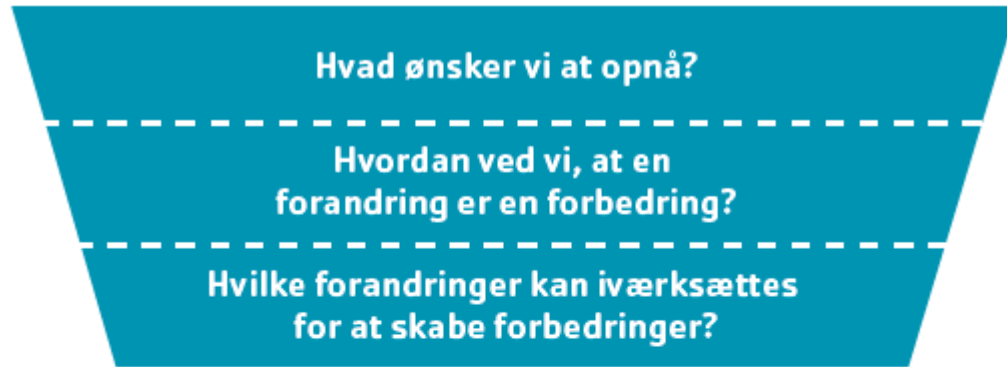 Hvad ønsker vi at opnå?
Hvordan ved vi, at en
forandring er en forbedring?
Hvilke forandringer kan iværksættes
for at skabe forbedringer?